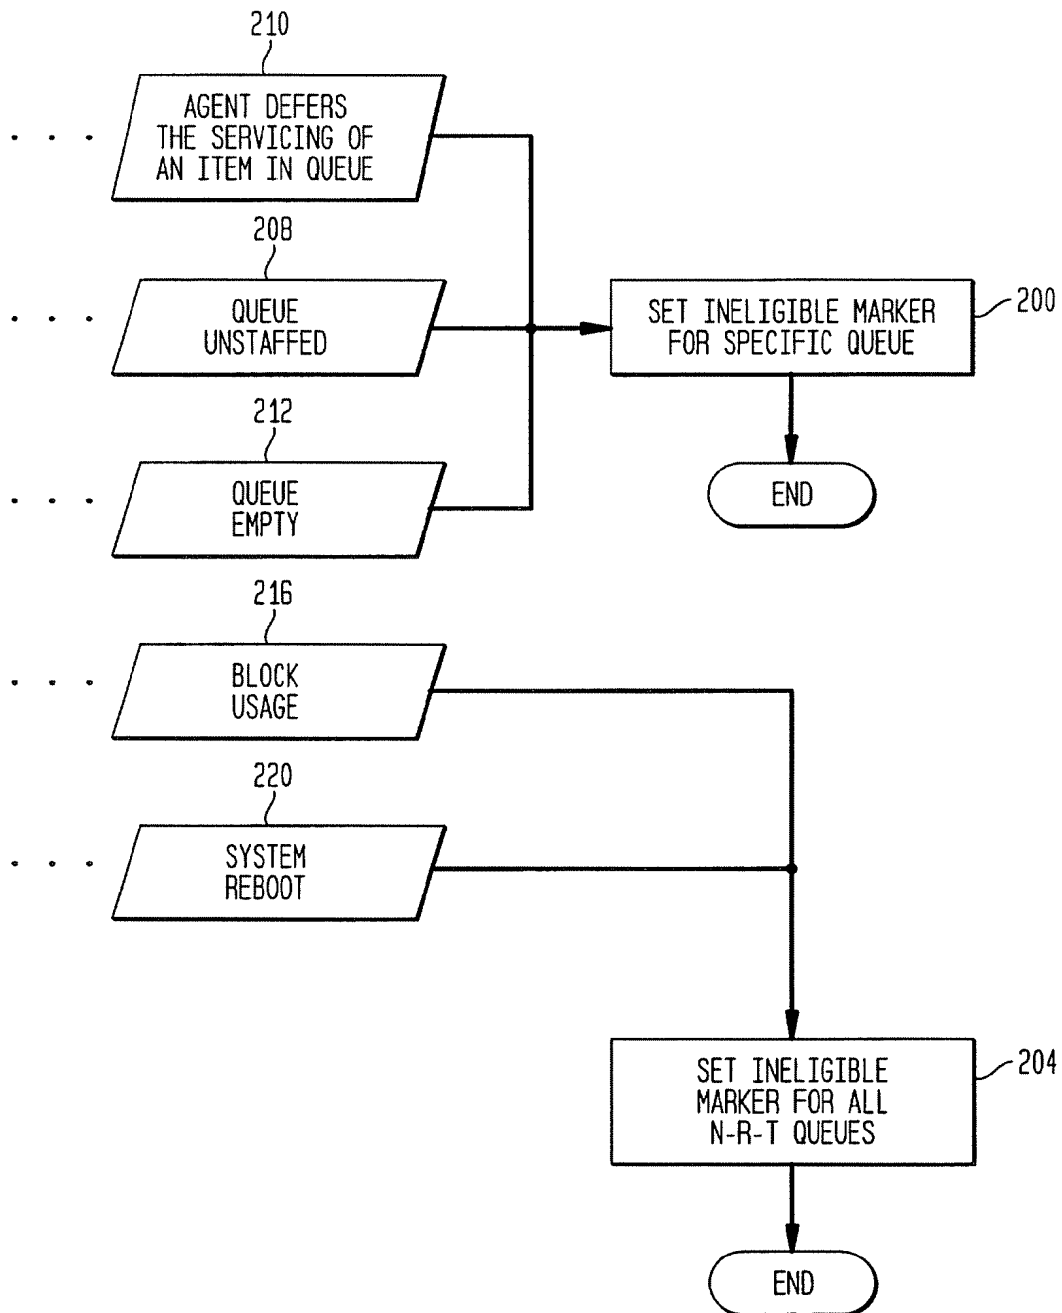 210
AGENT DEFERS
THE SERVICING OF
AN ITEM IN QUEUE
208
QUEUE
UNSTAFFED
SET INELIGIBLE MARKER
FOR SPECIFIC QUEUE
200
212
QUEUE
EMPTY
END
216
BLOCK
USAGE
220
SYSTEM
REBOOT
SET INELIGIBLE
MARKER FOR ALL
N-R-T QUEUES
204
END